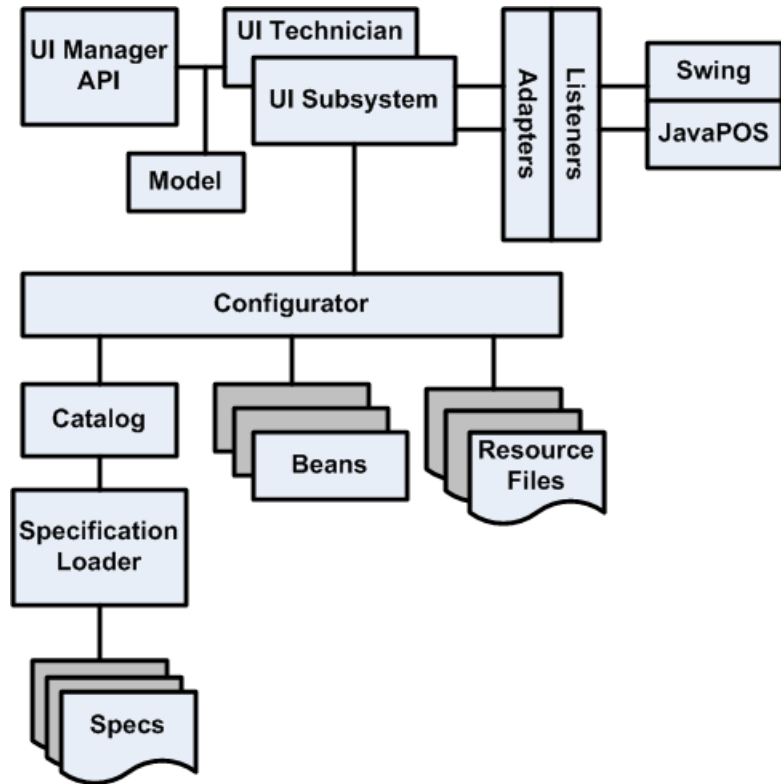 UI Manager
API
UI Technician
UI Subsystem
Model
Adapters
Listeners
Swing
JavaPOS
Configurator
Catalog
Beans
Resource
Files
Specification
Loader
Specs